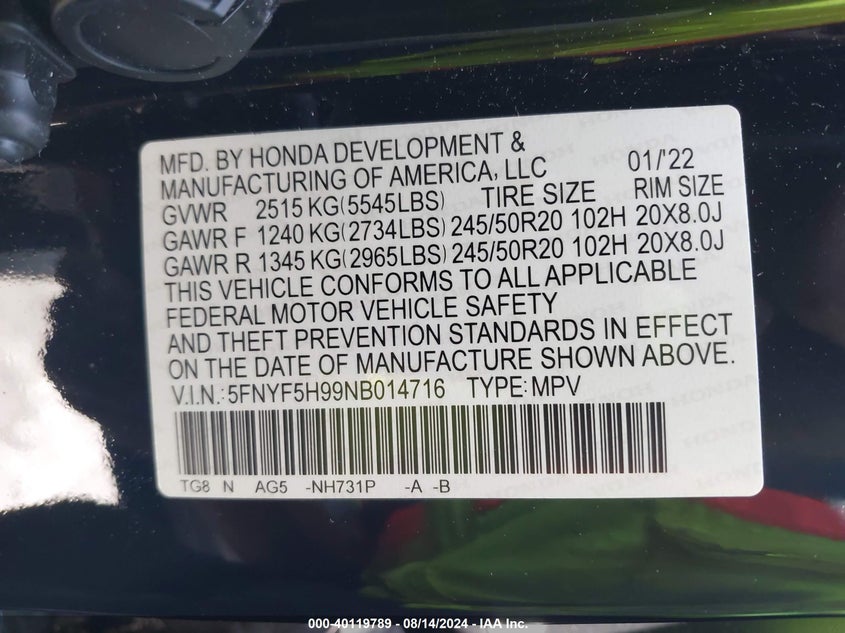 MFD. BY HONDA DEVELOPMENT &
MANUFACTURING OF AMERICA, LLC 01/'22
GVWR 2515 KG(5545LBS) TIRE SIZE RIM SIZE
GAWR F 1240 KG(2734LBS) 245/50R20 102H 20X8.0J
GAWR R 1345 KG(2965LBS) 245/50R20 102H 20X8.0J
THIS VEHICLE CONFORMS TO ALL APPLICABLE
FEDERAL MOTOR VEHICLE SAFETY
AND THEFT PREVENTION STANDARDS IN EFFECT
ON THE DATE OF MANUFACTURE SHOWN ABOVE.
V.I.N.:5FNYF5H99NB014716 TYPE:MPV
TG8 N AG5 -NH731P -A -B
000-40119789 - 08/14/2024 - IAA Inc.